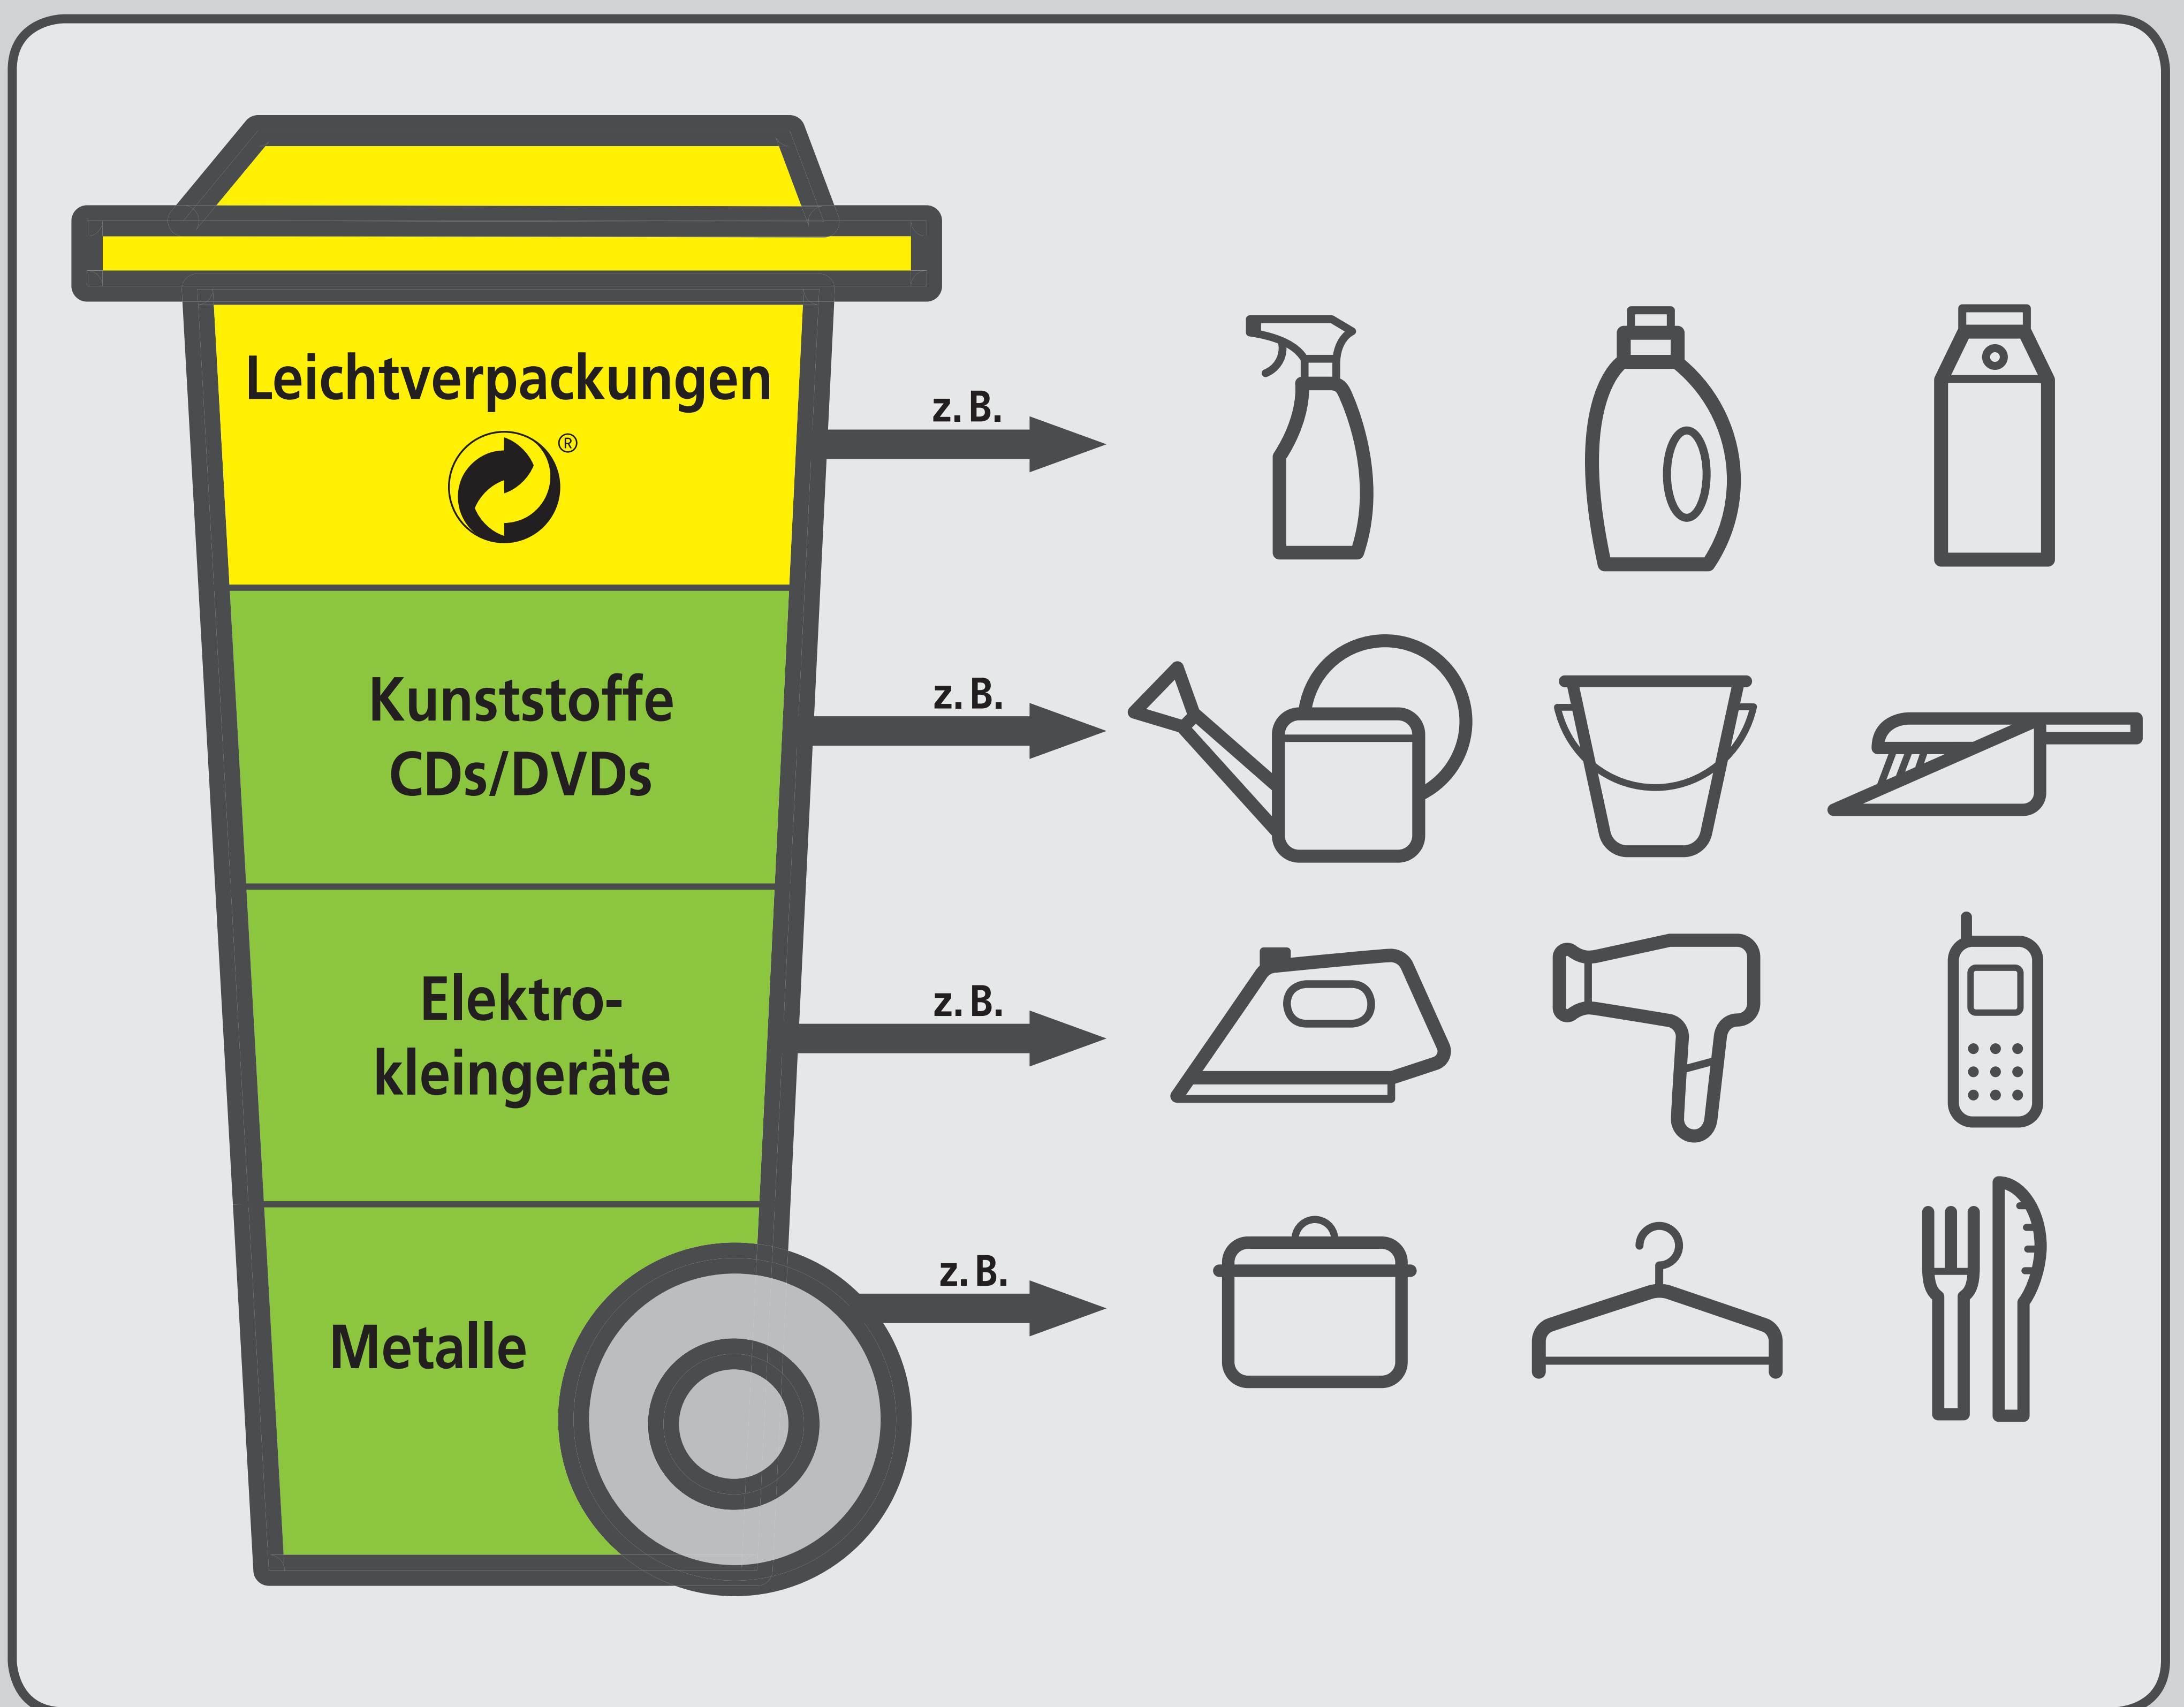 Leichtverpackungen
®
z. B.
Kunststoffe
CDs/DVDs
z. B.
Elektro-
kleingeräte
z. B.
Metalle
z. B.